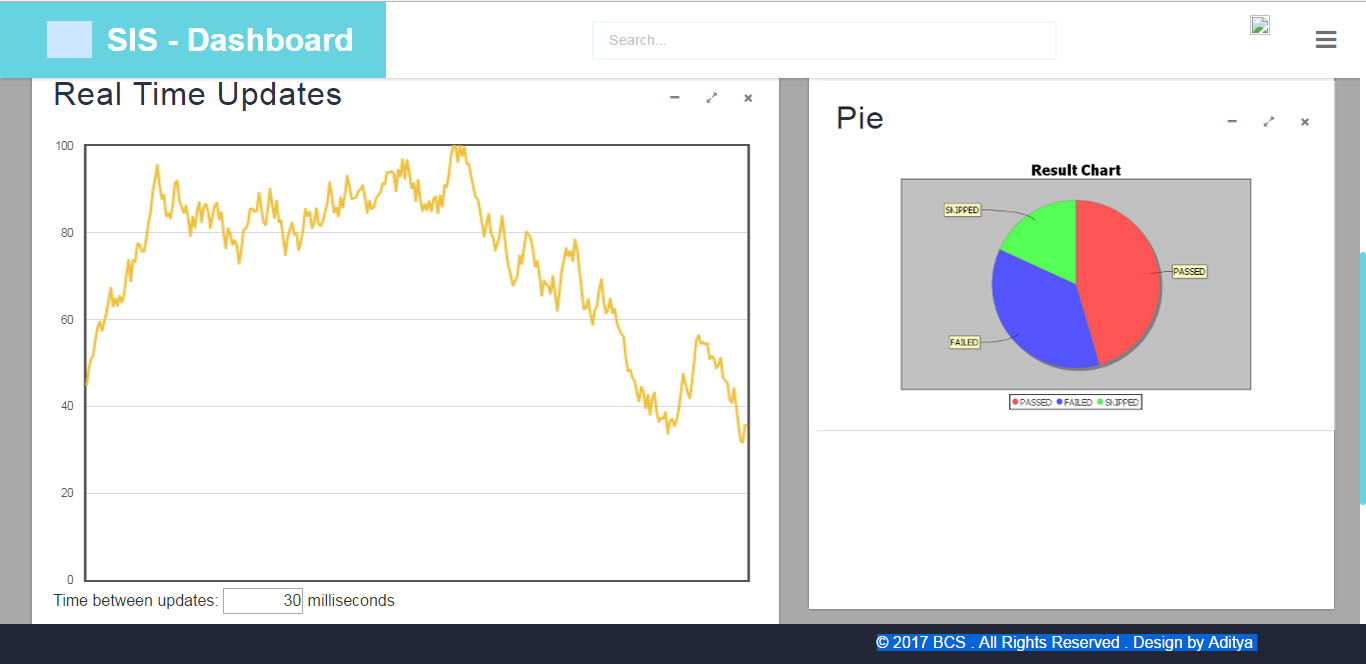 SIS - Dashboard
Search...
Real Time Updates
100
80
60
40
20
0
Time between updates: 30 milliseconds
Pie
Result Chart
SKIPPED
PASSED
FAILED
PASSED FAILED SKIPPED
© 2017 BCS . All Rights Reserved . Design by Aditya